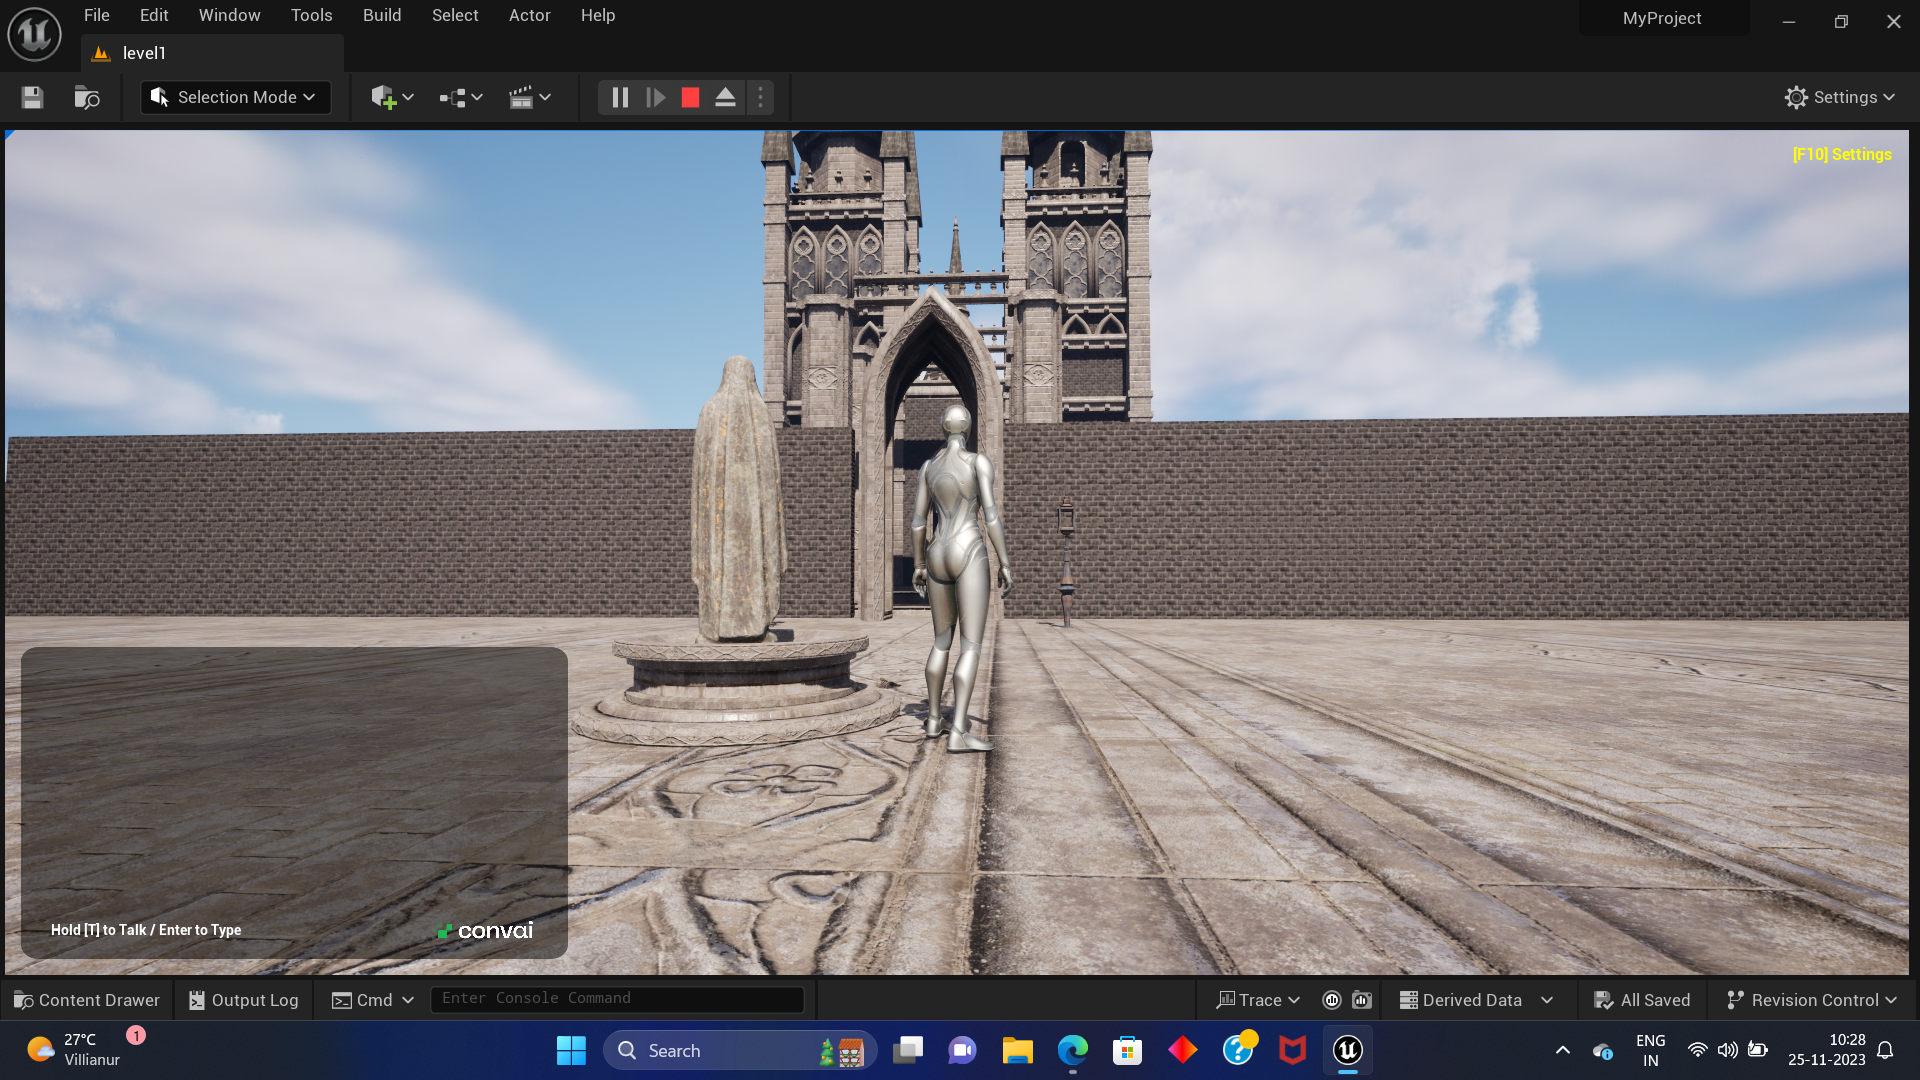 File Edit Window Tools Build Select Actor Help
MyProject
level1
Selection Mode
Settings
[F10] Settings
Hold [T] to Talk / Enter to Type
convai
Content Drawer
Output Log
Cmd
Enter Console Command
Trace
Derived Data
All Saved
Revision Control
27°C
Villianur
1
Search
ENG
IN
10:28
25-11-2023